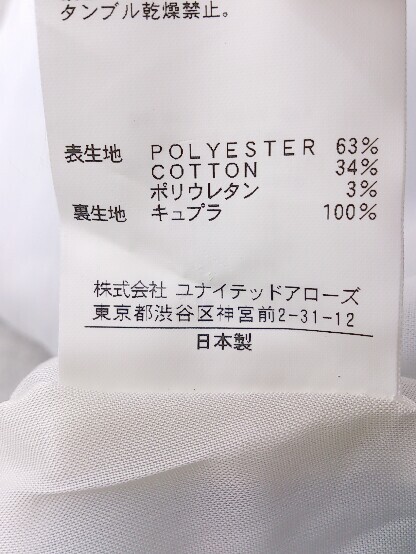 タンブル乾燥禁止。
表生地 POLYESTER 63%
COTTON 34%
ポリウレタン 3%
裏生地 キュプラ 100%
株式会社 ユナイテッドアローズ
東京都渋谷区神宮前2-31-12
日本製